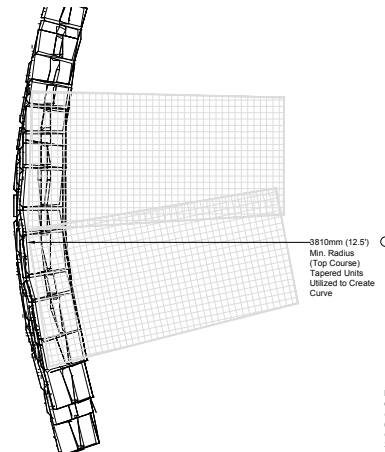 3810mm (12.5')
Min. Radius
(Top Course)
Tapered Units
Utilized to Create
Curve